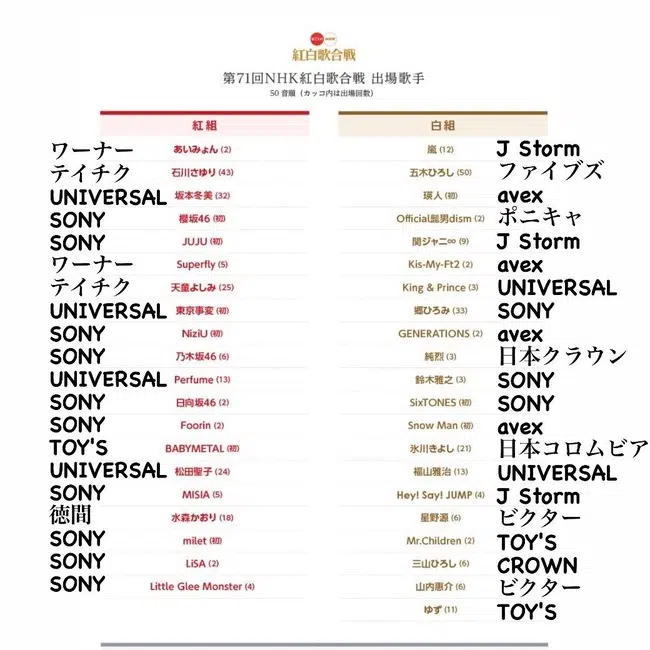 紅白歌合戦
第71回NHK紅白歌合戦 出場歌手
50音順（カッコ内は出場回数）
紅組 白組
ワーナー あいみょん (2) 嵐 (12) J Storm
テイチク 石川さゆり (43) 五木ひろし (50) ファイブズ
UNIVERSAL 坂本冬美 (32) 瑛人 (初) avex
SONY 櫻坂46 (初) Official髭男dism (2) ポニキャ
SONY JUJU (初) 関ジャニ∞ (9) J Storm
ワーナー Superfly (5) Kis-My-Ft2 (2) avex
テイチク 天童よしみ (25) King & Prince (3) UNIVERSAL
UNIVERSAL 東京事変 (初) 郷ひろみ (33) SONY
SONY NiziU (初) GENERATIONS (2) avex
SONY 乃木坂46 (6) 純烈 (3) 日本クラウン
UNIVERSAL Perfume (13) 鈴木雅之 (3) SONY
SONY 日向坂46 (2) SixTONES (初) SONY
SONY Foorin (2) Snow Man (初) avex
TOY'S BABYMETAL (初) 氷川きよし (21) 日本コロムビア
UNIVERSAL 松田聖子 (24) 福山雅治 (13) UNIVERSAL
SONY MISIA (5) Hey! Say! JUMP (4) J Storm
徳間 水森かおり (18) 星野源 (6) ビクター
SONY milet (初) Mr.Children (2) TOY'S
SONY LiSA (2) 三山ひろし (6) CROWN
SONY Little Glee Monster (4) 山内惠介 (6) ビクター
ゆず (11) TOY'S